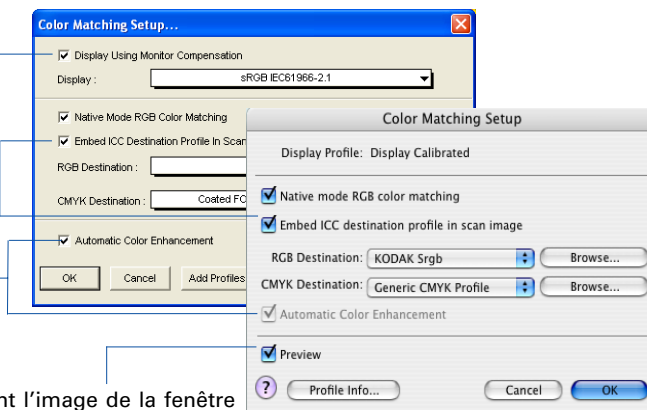 Color Matching Setup...
Display Using Monitor Compensation
Display :
sRGB IEC61966-2.1
Native Mode RGB Color Matching
Embed ICC Destination Profile In Scan
RGB Destination :
CMYK Destination :
Coated FO
Automatic Color Enhancement
OK
Cancel
Add Profiles
Color Matching Setup
Display Profile: Display Calibrated
Native mode RGB color matching
Embed ICC destination profile in scan image
RGB Destination: KODAK Srgb Browse...
CMYK Destination: Generic CMYK Profile Browse...
Automatic Color Enhancement
Preview
? Profile Info... Cancel OK
nt l'image de la fenêtre